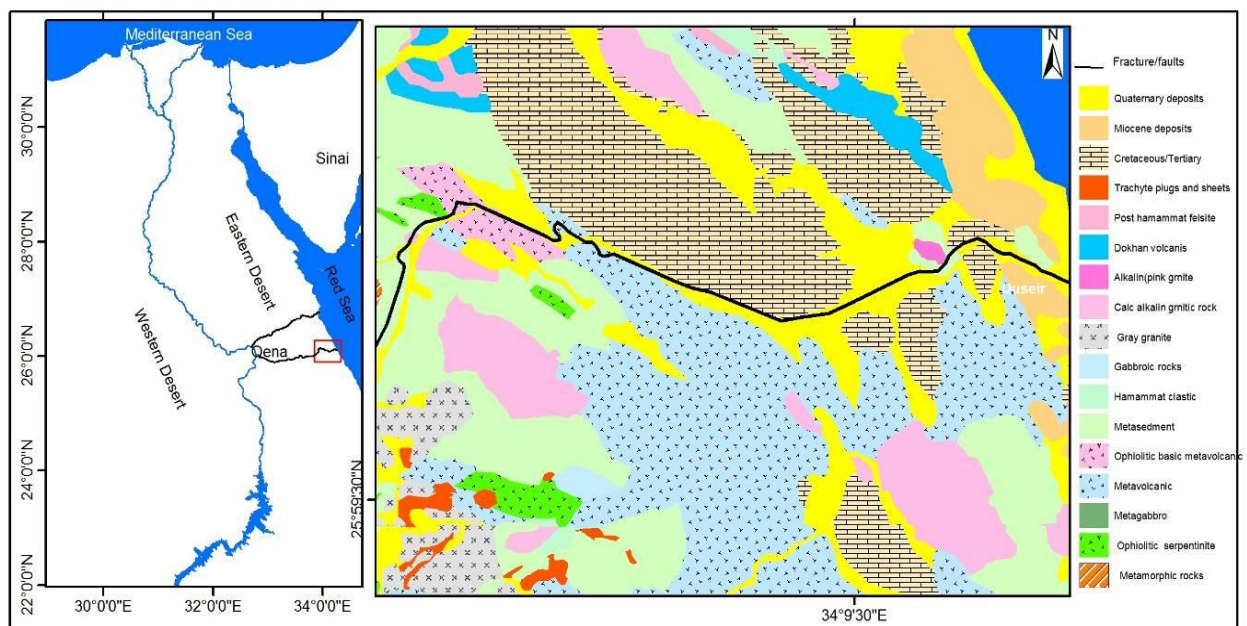 Mediterranean Sea
Sinai
Eastern Desert
Red Sea
Western Desert
Qena
30°0'0"N
28°0'0"N
26°0'0"N
24°0'0"N
22°0'0"N
30°0'0"E
32°0'0"E
34°0'0"E
N
Quseir
25°59'30"N
34°9'30"E
Fracture/faults
Quaternary deposits
Miocene deposits
Cretaceous/Tertiary
Trachyte plugs and sheets
Post hamammat felsite
Dokhan volcanis
Alkalin(pink grnite
Calc alkalin grnitic rock
Gray granite
Gabbroic rocks
Hamammat clastic
Metasedment
Ophiolitic basic metavolcanic
Metavolcanic
Metagabbro
Ophiolitic serpentinite
Metamorphic rocks